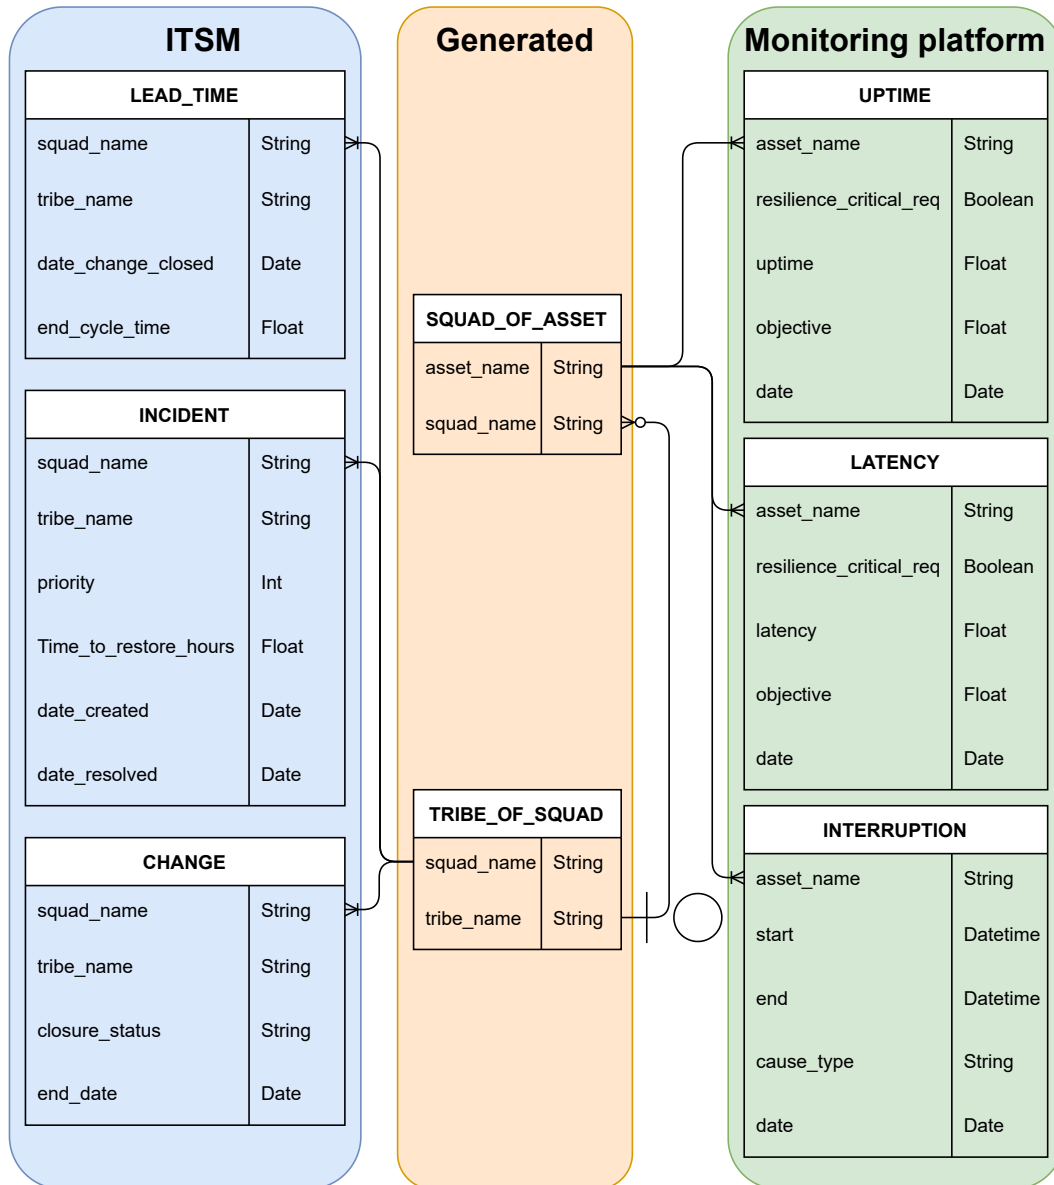 ITSM
LEAD_TIME
squad_name String
tribe_name String
date_change_closed Date
end_cycle_time Float
INCIDENT
squad_name String
tribe_name String
priority Int
Time_to_restore_hours Float
date_created Date
date_resolved Date
CHANGE
squad_name String
tribe_name String
closure_status String
end_date Date
Generated
SQUAD_OF_ASSET
asset_name String
squad_name String
TRIBE_OF_SQUAD
squad_name String
tribe_name String
Monitoring platform
UPTIME
asset_name String
resilience_critical_req Boolean
uptime Float
objective Float
date Date
LATENCY
asset_name String
resilience_critical_req Boolean
latency Float
objective Float
date Date
INTERRUPTION
asset_name String
start Datetime
end Datetime
cause_type String
date Date